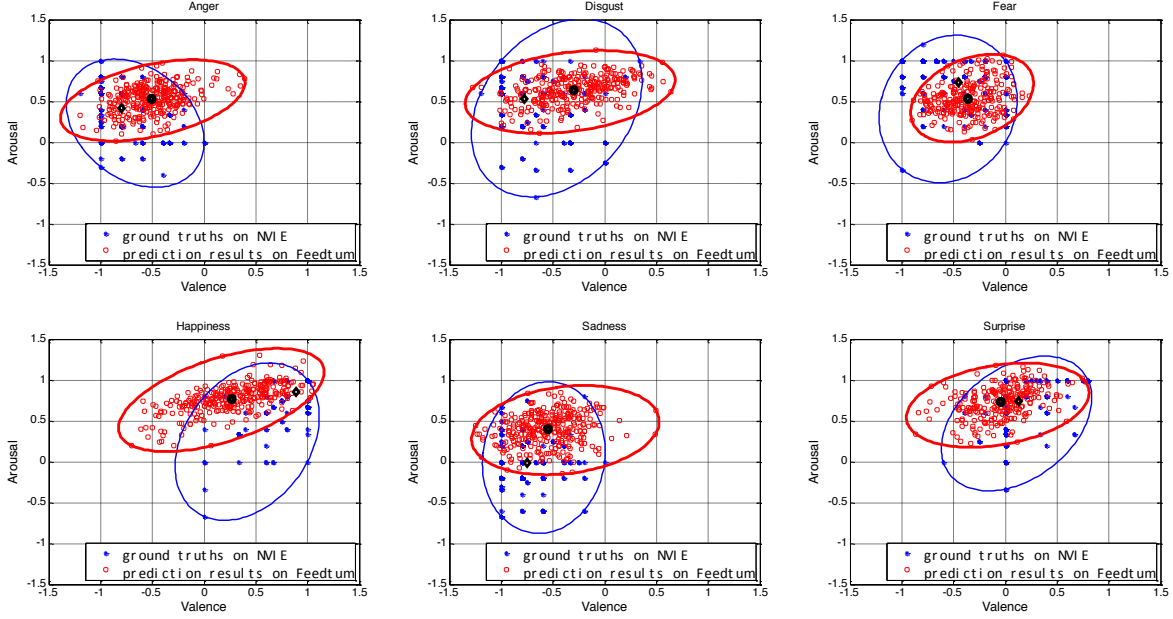 Anger
1.5
1
0.5
0
-0.5
-1
-1.5
Arousal
ground truths on NVIE
prediction results on Feedtum
-1.5 -1 -0.5 0 0.5 1 1.5
Valence
Disgust
1.5
1
0.5
0
-0.5
-1
-1.5
Arousal
ground truths on NVIE
prediction results on Feedtum
-1.5 -1 -0.5 0 0.5 1 1.5
Valence
Fear
1.5
1
0.5
0
-0.5
-1
-1.5
Arousal
ground truths on NVIE
prediction results on Feedtum
-1.5 -1 -0.5 0 0.5 1 1.5
Valence
Happiness
1.5
1
0.5
0
-0.5
-1
-1.5
Arousal
ground truths on NVIE
prediction results on Feedtum
-1.5 -1 -0.5 0 0.5 1 1.5
Valence
Sadness
1.5
1
0.5
0
-0.5
-1
-1.5
Arousal
ground truths on NVIE
prediction results on Feedtum
-1.5 -1 -0.5 0 0.5 1 1.5
Valence
Surprise
1.5
1
0.5
0
-0.5
-1
-1.5
Arousal
ground truths on NVIE
prediction results on Feedtum
-1.5 -1 -0.5 0 0.5 1 1.5
Valence